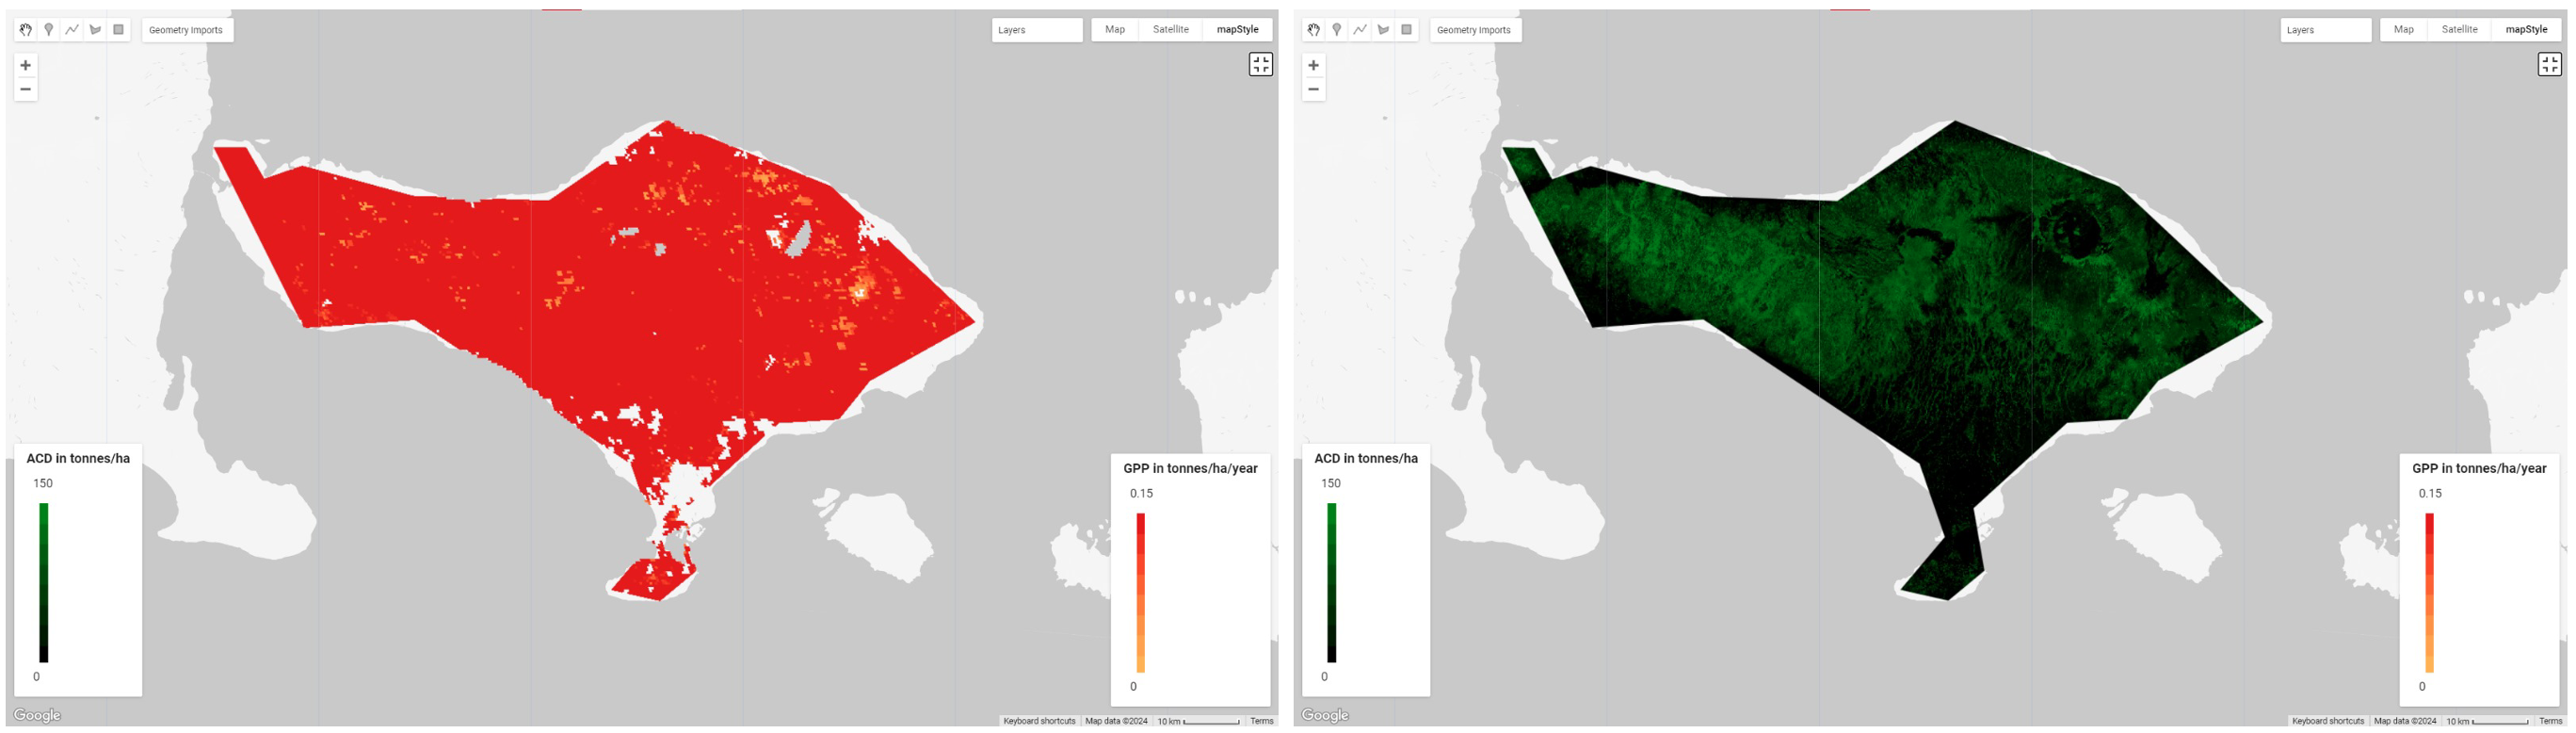 Geometry Imports
Layers
Map
Satellite
mapStyle
+
−
ACD in tonnes/ha
150
0
GPP in tonnes/ha/year
0.15
0
Google
Keyboard shortcuts
Map data ©2024
10 km
Terms
Geometry Imports
Layers
Map
Satellite
mapStyle
+
−
ACD in tonnes/ha
150
0
GPP in tonnes/ha/year
0.15
0
Google
Keyboard shortcuts
Map data ©2024
10 km
Terms